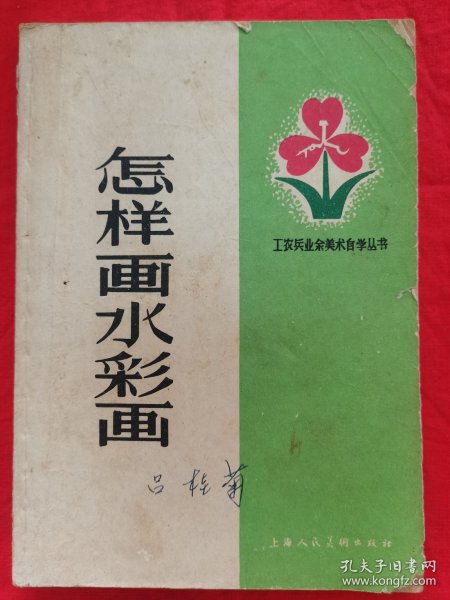 怎样画水彩画
工农兵业余美术自学丛书
吕桂菊
上海人民美術出版社
孔夫子旧书网
www.kongfz.com